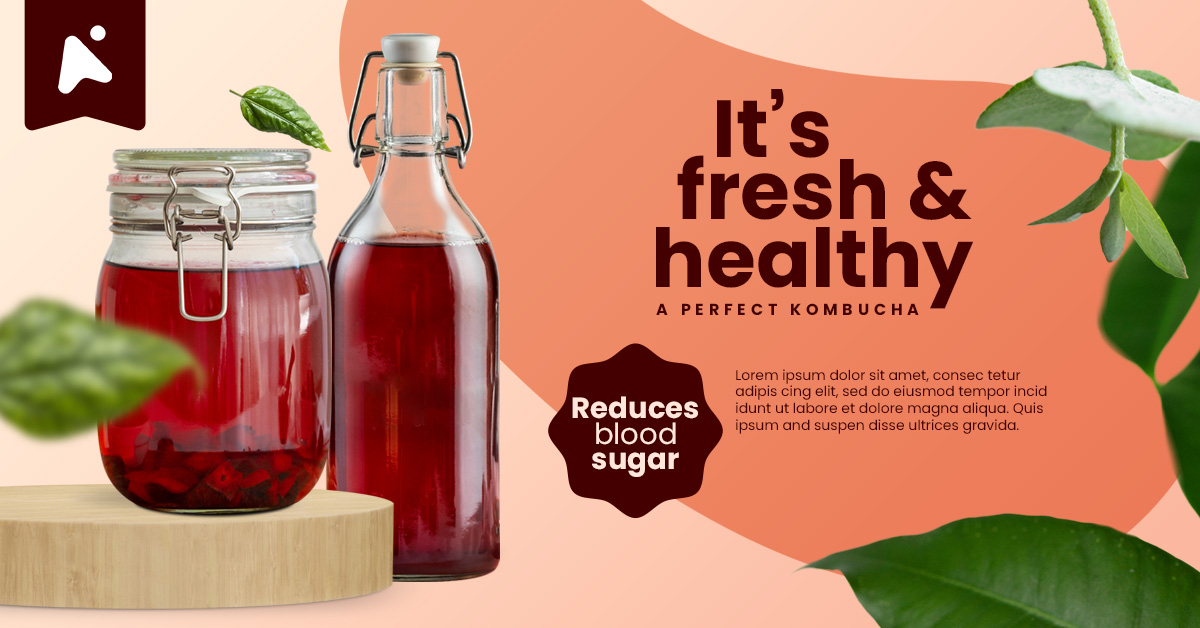 It’s
fresh &
healthy
A PERFECT KOMBUCHA
Reduces
blood
sugar
Lorem ipsum dolor sit amet, consec tetur
adipis cing elit, sed do eiusmod tempor incid
idunt ut labore et dolore magna aliqua. Quis
ipsum and suspen disse ultrices gravida.